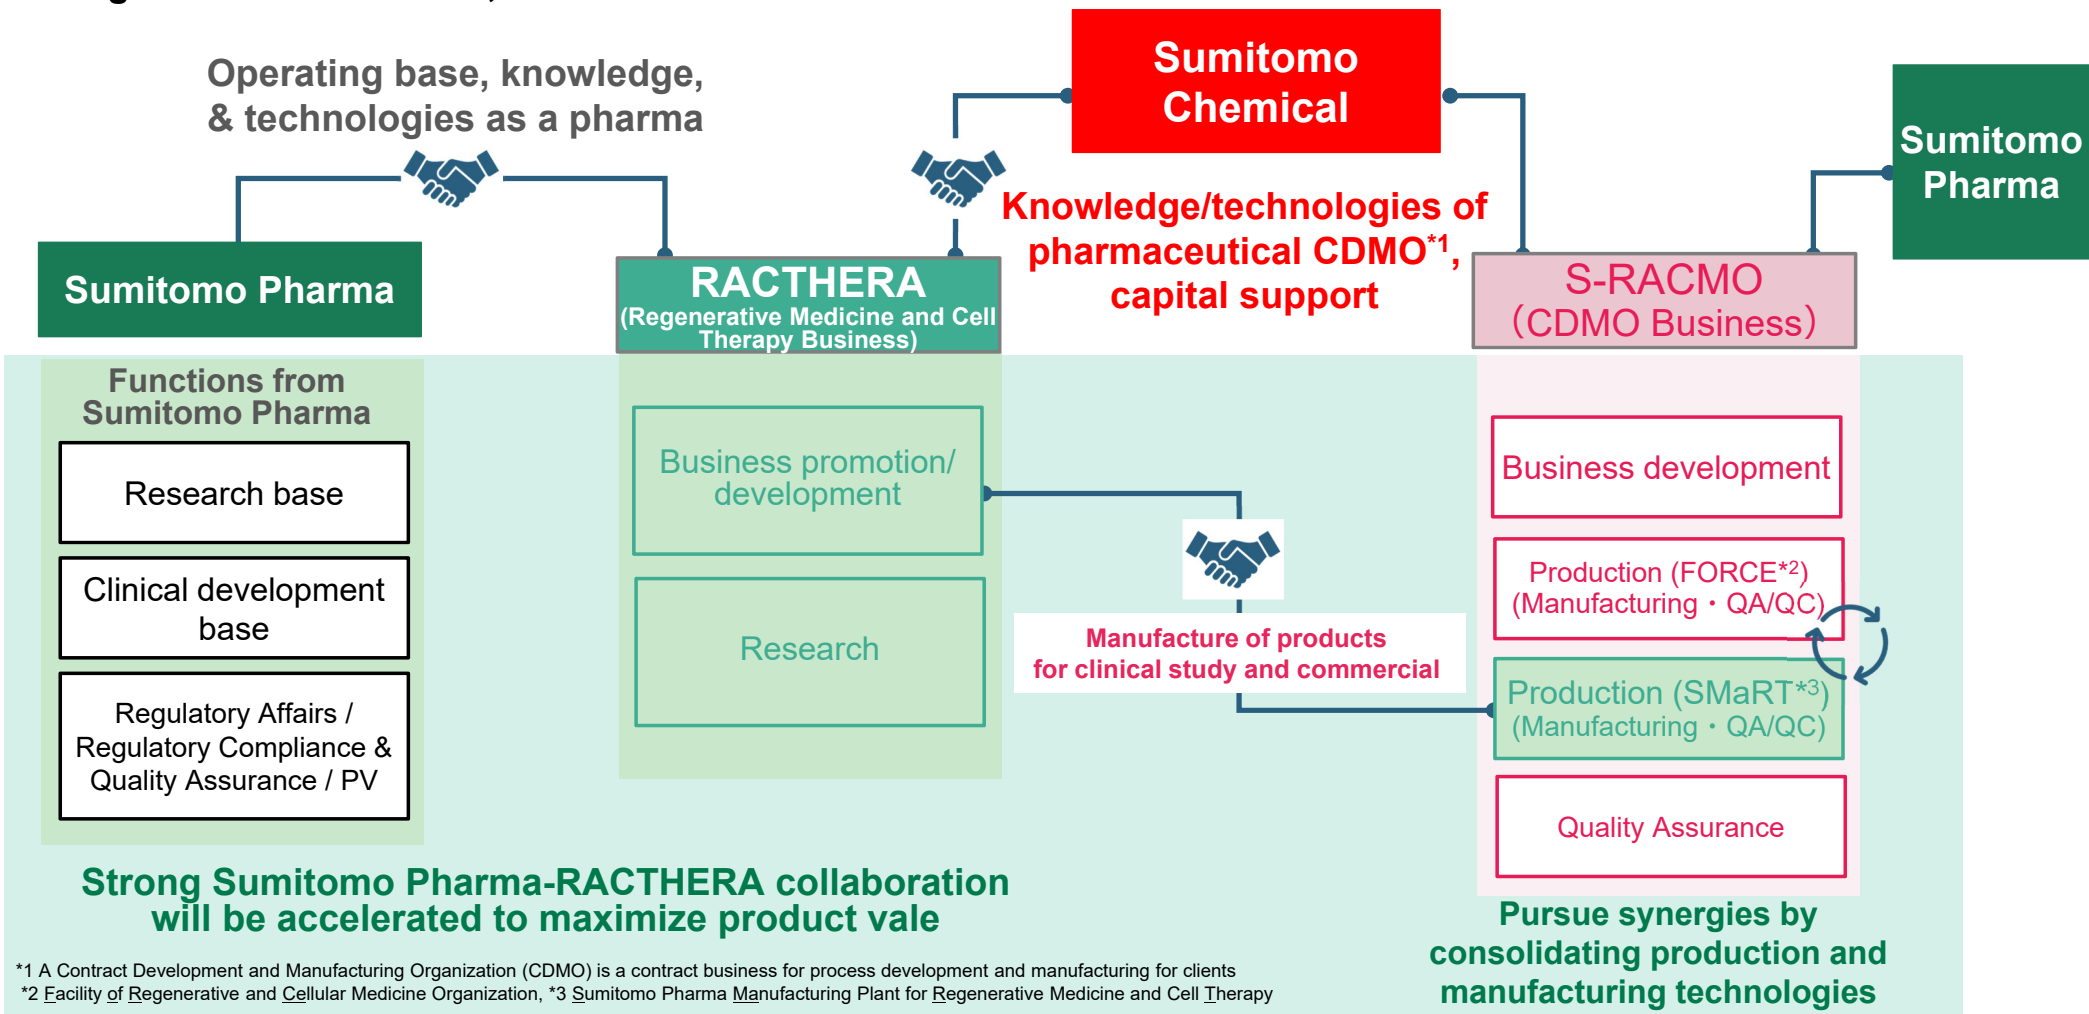 Operating base, knowledge,
& technologies as a pharma
Sumitomo
Chemical
Sumitomo
Pharma
Knowledge/technologies of
pharmaceutical CDMO*1,
capital support
Sumitomo Pharma
RACTHERA
(Regenerative Medicine and Cell
Therapy Business)
S-RACMO
（CDMO Business）
Functions from
Sumitomo Pharma
Research base
Clinical development
base
Regulatory Affairs /
Regulatory Compliance &
Quality Assurance / PV
Business promotion/
development
Research
Manufacture of products
for clinical study and commercial
Business development
Production (FORCE*2)
(Manufacturing・QA/QC)
Production (SMaRT*3)
(Manufacturing・QA/QC)
Quality Assurance
Strong Sumitomo Pharma-RACTHERA collaboration
will be accelerated to maximize product vale
Pursue synergies by
consolidating production and
manufacturing technologies
*1 A Contract Development and Manufacturing Organization (CDMO) is a contract business for process development and manufacturing for clients
*2 Facility of Regenerative and Cellular Medicine Organization, *3 Sumitomo Pharma Manufacturing Plant for Regenerative Medicine and Cell Therapy